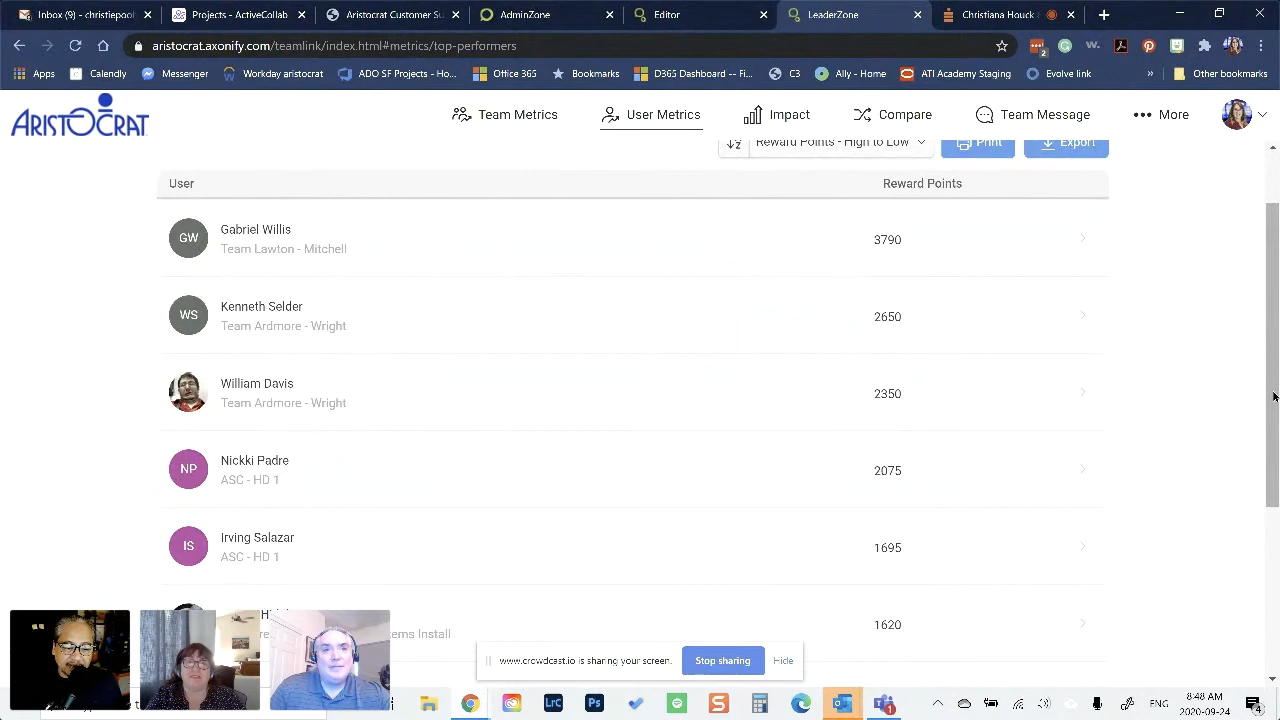 Inbox (9) - christiepook
Projects - ArtiCollab
Aristocrat Customer Su
AdminZone
Editor
LeaderZone
Christiana Houck
aristocrat.axonify.com/teamlink/index.html#metrics/top-performers
Apps
Calendly
Messenger
Workday aristocrat
ADO SF Projects - Ho...
Office 365
Bookmarks
D365 Dashboard -- Fi...
C3
Ally - Home
ATI Academy Staging
Evolve link
»
Other bookmarks
ARISTOCRAT
Team Metrics
User Metrics
Compare
Team Message
More
Reward Points - High to Low
Print
Export
User
Reward Points
GW
Gabriel Willis
Team Lawton - Mitchell
3790
WS
Kenneth Selder
Team Ardmore - Wright
2650
William Davis
Team Ardmore - Wright
2350
NP
Nickki Padre
ASC - HD 1
2075
IS
Irving Salazar
ASC - HD 1
1695
ems Install
1620
is sharing your screen.
Stop sharing
Hide
LrC
Ps
S
1
ENG
8:48 AM
2020-09-24